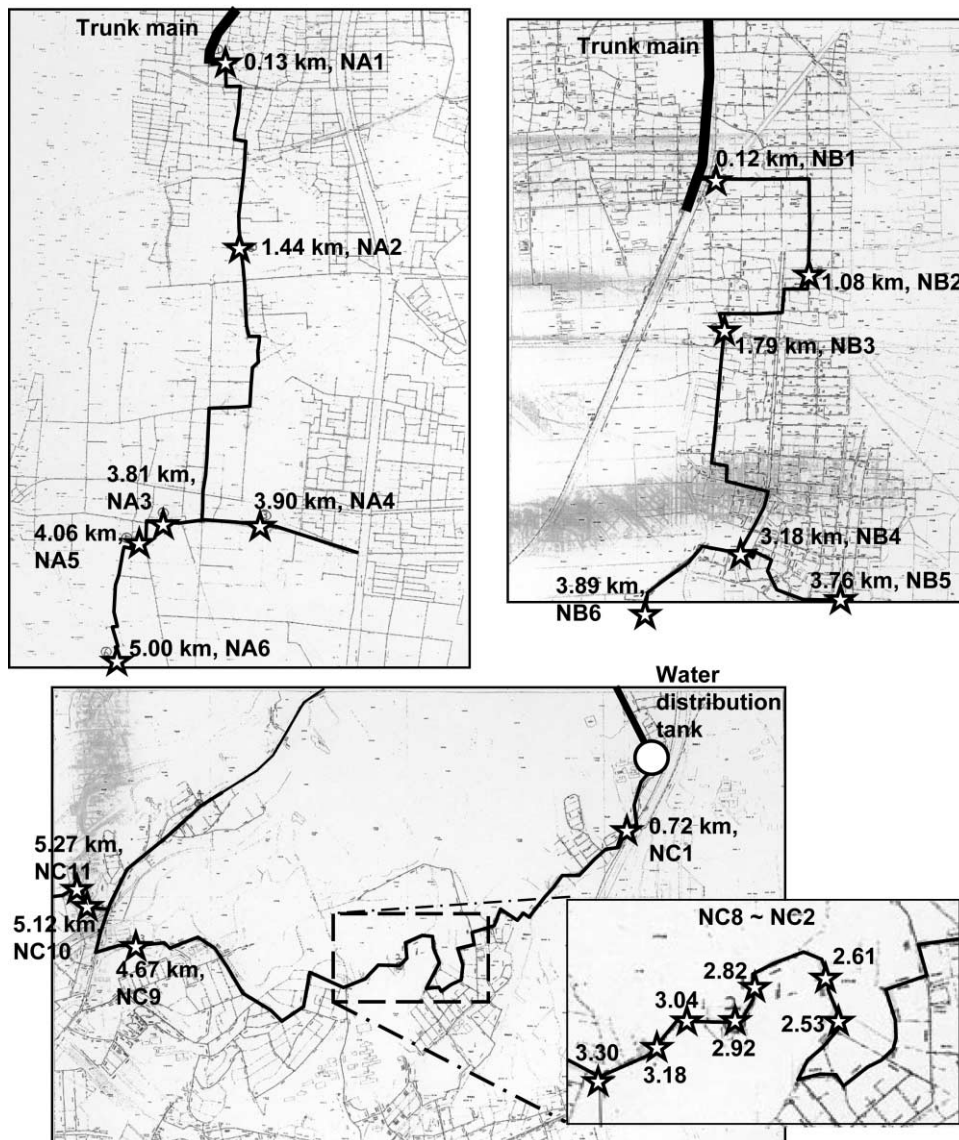 Trunk main
0.13 km, NA1
1.44 km, NA2
3.81 km,
NA3
3.90 km, NA4
4.06 km,
NA5
5.00 km, NA6
Trunk main
0.12 km, NB1
1.08 km, NB2
1.79 km, NB3
3.18 km, NB4
3.76 km, NB5
3.89 km,
NB6
Water
distribution
tank
0.72 km,
NC1
5.27 km,
NC11
5.12 km,
NC10
4.67 km,
NC9
NC8 ~ NC2
2.61
2.82
2.53
3.04
2.92
3.30
3.18